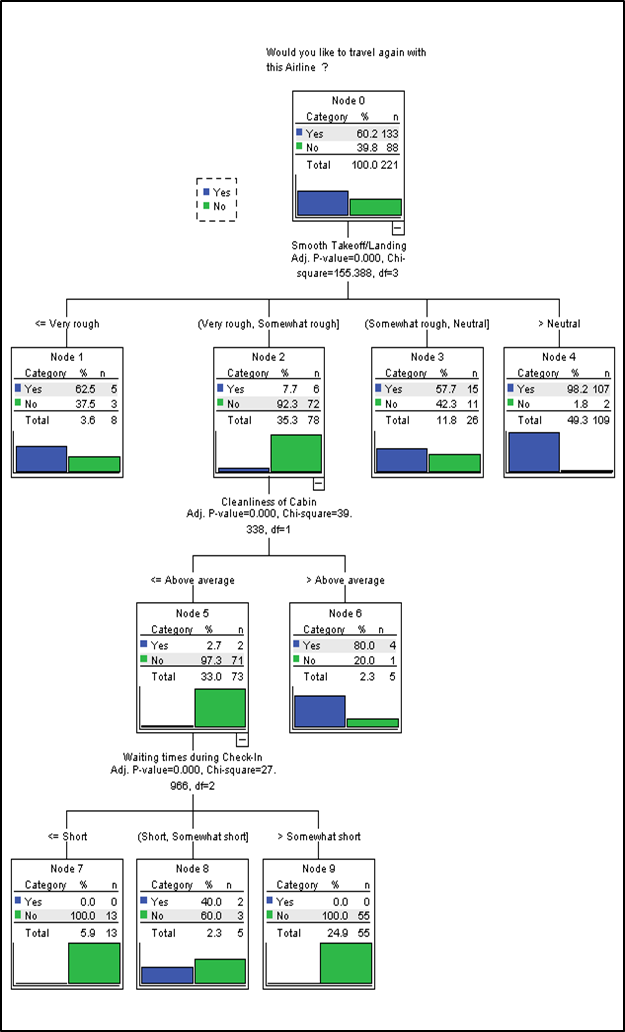 Would you like to travel again with
this Airline ?
Node 0
Category % n
Yes 60.2 133
No 39.8 88
Total 100.0 221
Yes
No
Smooth Takeoff/Landing
Adj. P-value=0.000, Chi-
square=155.388, df=3
<= Very rough
(Very rough, Somewhat rough]
(Somewhat rough, Neutral]
> Neutral
Node 1
Category % n
Yes 62.5 5
No 37.5 3
Total 3.6 8
Node 2
Category % n
Yes 7.7 6
No 92.3 72
Total 35.3 78
Node 3
Category % n
Yes 57.7 15
No 42.3 11
Total 11.8 26
Node 4
Category % n
Yes 98.2 107
No 1.8 2
Total 49.3 109
Cleanliness of Cabin
Adj. P-value=0.000, Chi-square=39.
338, df=1
<= Above average
> Above average
Node 5
Category % n
Yes 2.7 2
No 97.3 71
Total 33.0 73
Node 6
Category % n
Yes 80.0 4
No 20.0 1
Total 2.3 5
Waiting times during Check-In
Adj. P-value=0.000, Chi-square=27.
966, df=2
<= Short
(Short, Somewhat short]
> Somewhat short
Node 7
Category % n
Yes 0.0 0
No 100.0 13
Total 5.9 13
Node 8
Category % n
Yes 40.0 2
No 60.0 3
Total 2.3 5
Node 9
Category % n
Yes 0.0 0
No 100.0 55
Total 24.9 55